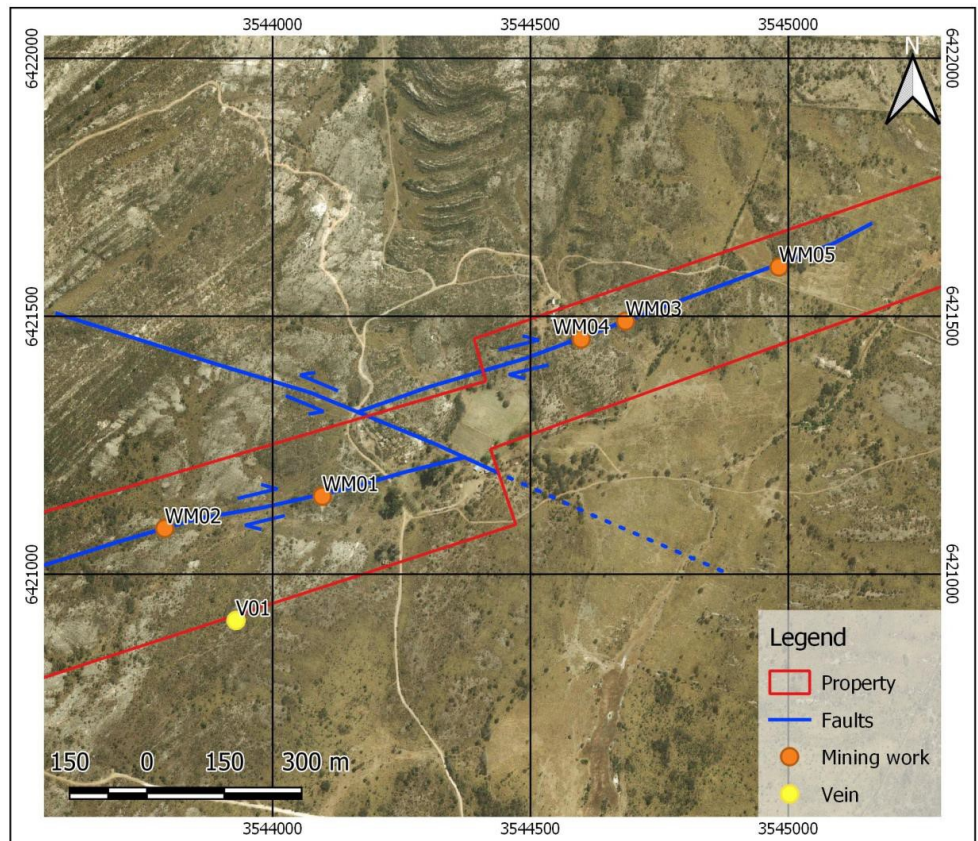 3544000 3544500 3545000
N
6422000 6422000
WM05
6421500 6421500
WM03
WM04
WM01
WM02
6421000 6421000
V01
Legend
Property
Faults
Mining work
Vein
150 0 150 300 m
3544000 3544500 3545000